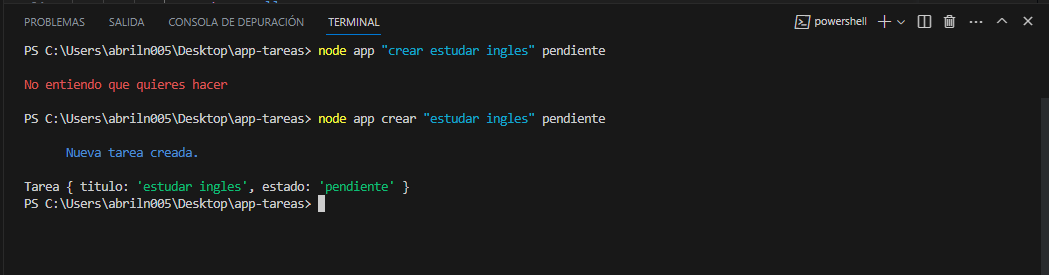 PROBLEMAS SALIDA CONSOLA DE DEPURACIÓN TERMINAL powershell
PS C:\Users\abriln005\Desktop\app-tareas> node app "crear estudar ingles" pendiente
No entiendo que quieres hacer
PS C:\Users\abriln005\Desktop\app-tareas> node app crear "estudar ingles" pendiente
Nueva tarea creada.
Tarea { titulo: 'estudar ingles', estado: 'pendiente' }
PS C:\Users\abriln005\Desktop\app-tareas>